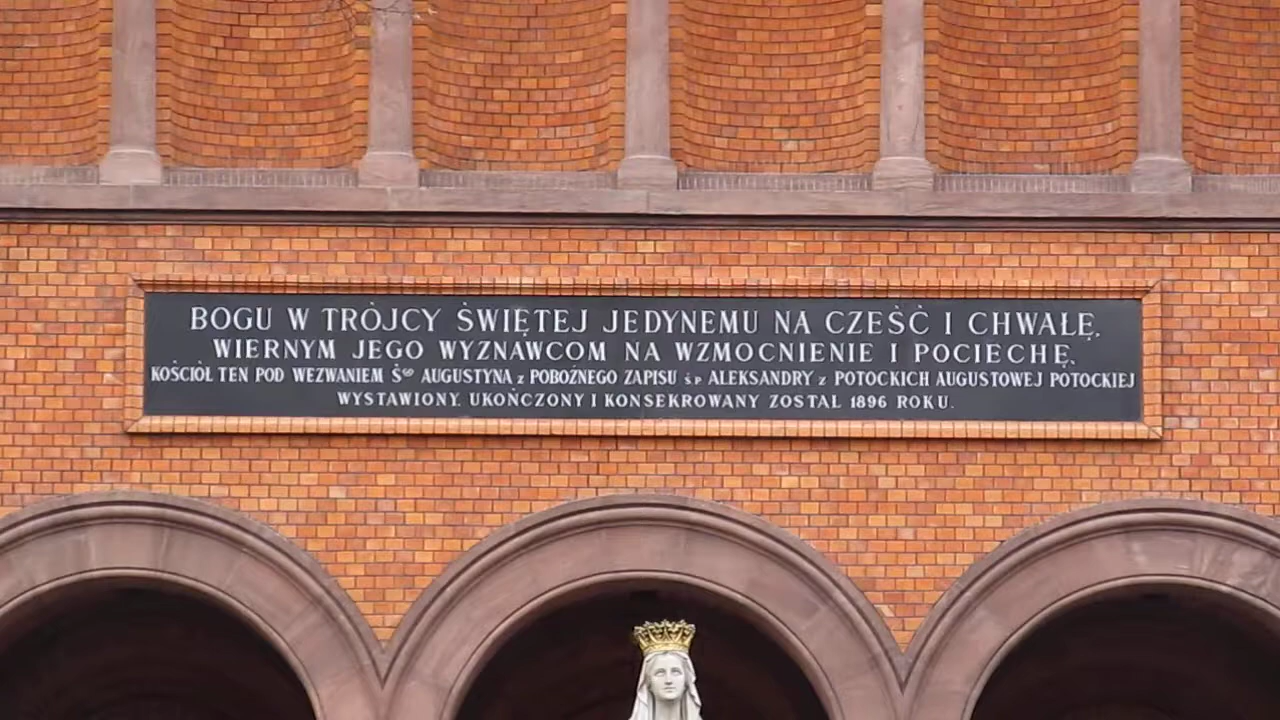 BOGU W TRÓJCY ŚWIĘTEJ JEDYNEMU NA CZEŚĆ I CHWAŁĘ,
WIERNYM JEGO WYZNAWCOM NA WZMOCNIENIE I POCIECHĘ,
KOŚCIÓŁ TEN POD WEZWANIEM Ś^GO AUGUSTYNA Z POBOŻNEGO ZAPISU Ś.P. ALEKSANDRY Z POTOCKICH AUGUSTOWEJ POTOCKIEJ
WYSTAWIONY, UKOŃCZONY I KONSEKROWANY ZOSTAŁ 1896 ROKU.